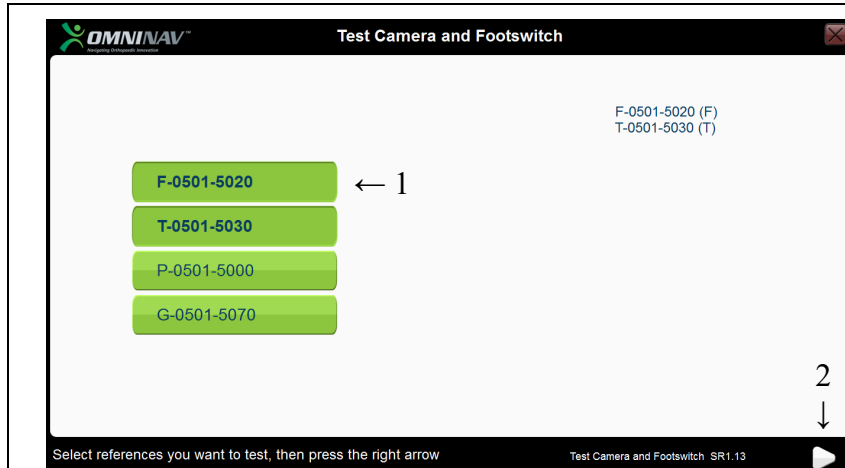 OMNINAV™
Navigating Orthopaedic Innovation
Test Camera and Footswitch
F-0501-5020 (F)
T-0501-5030 (T)
F-0501-5020
← 1
T-0501-5030
P-0501-5000
G-0501-5070
2
↓
Select references you want to test, then press the right arrow
Test Camera and Footswitch SR1.13